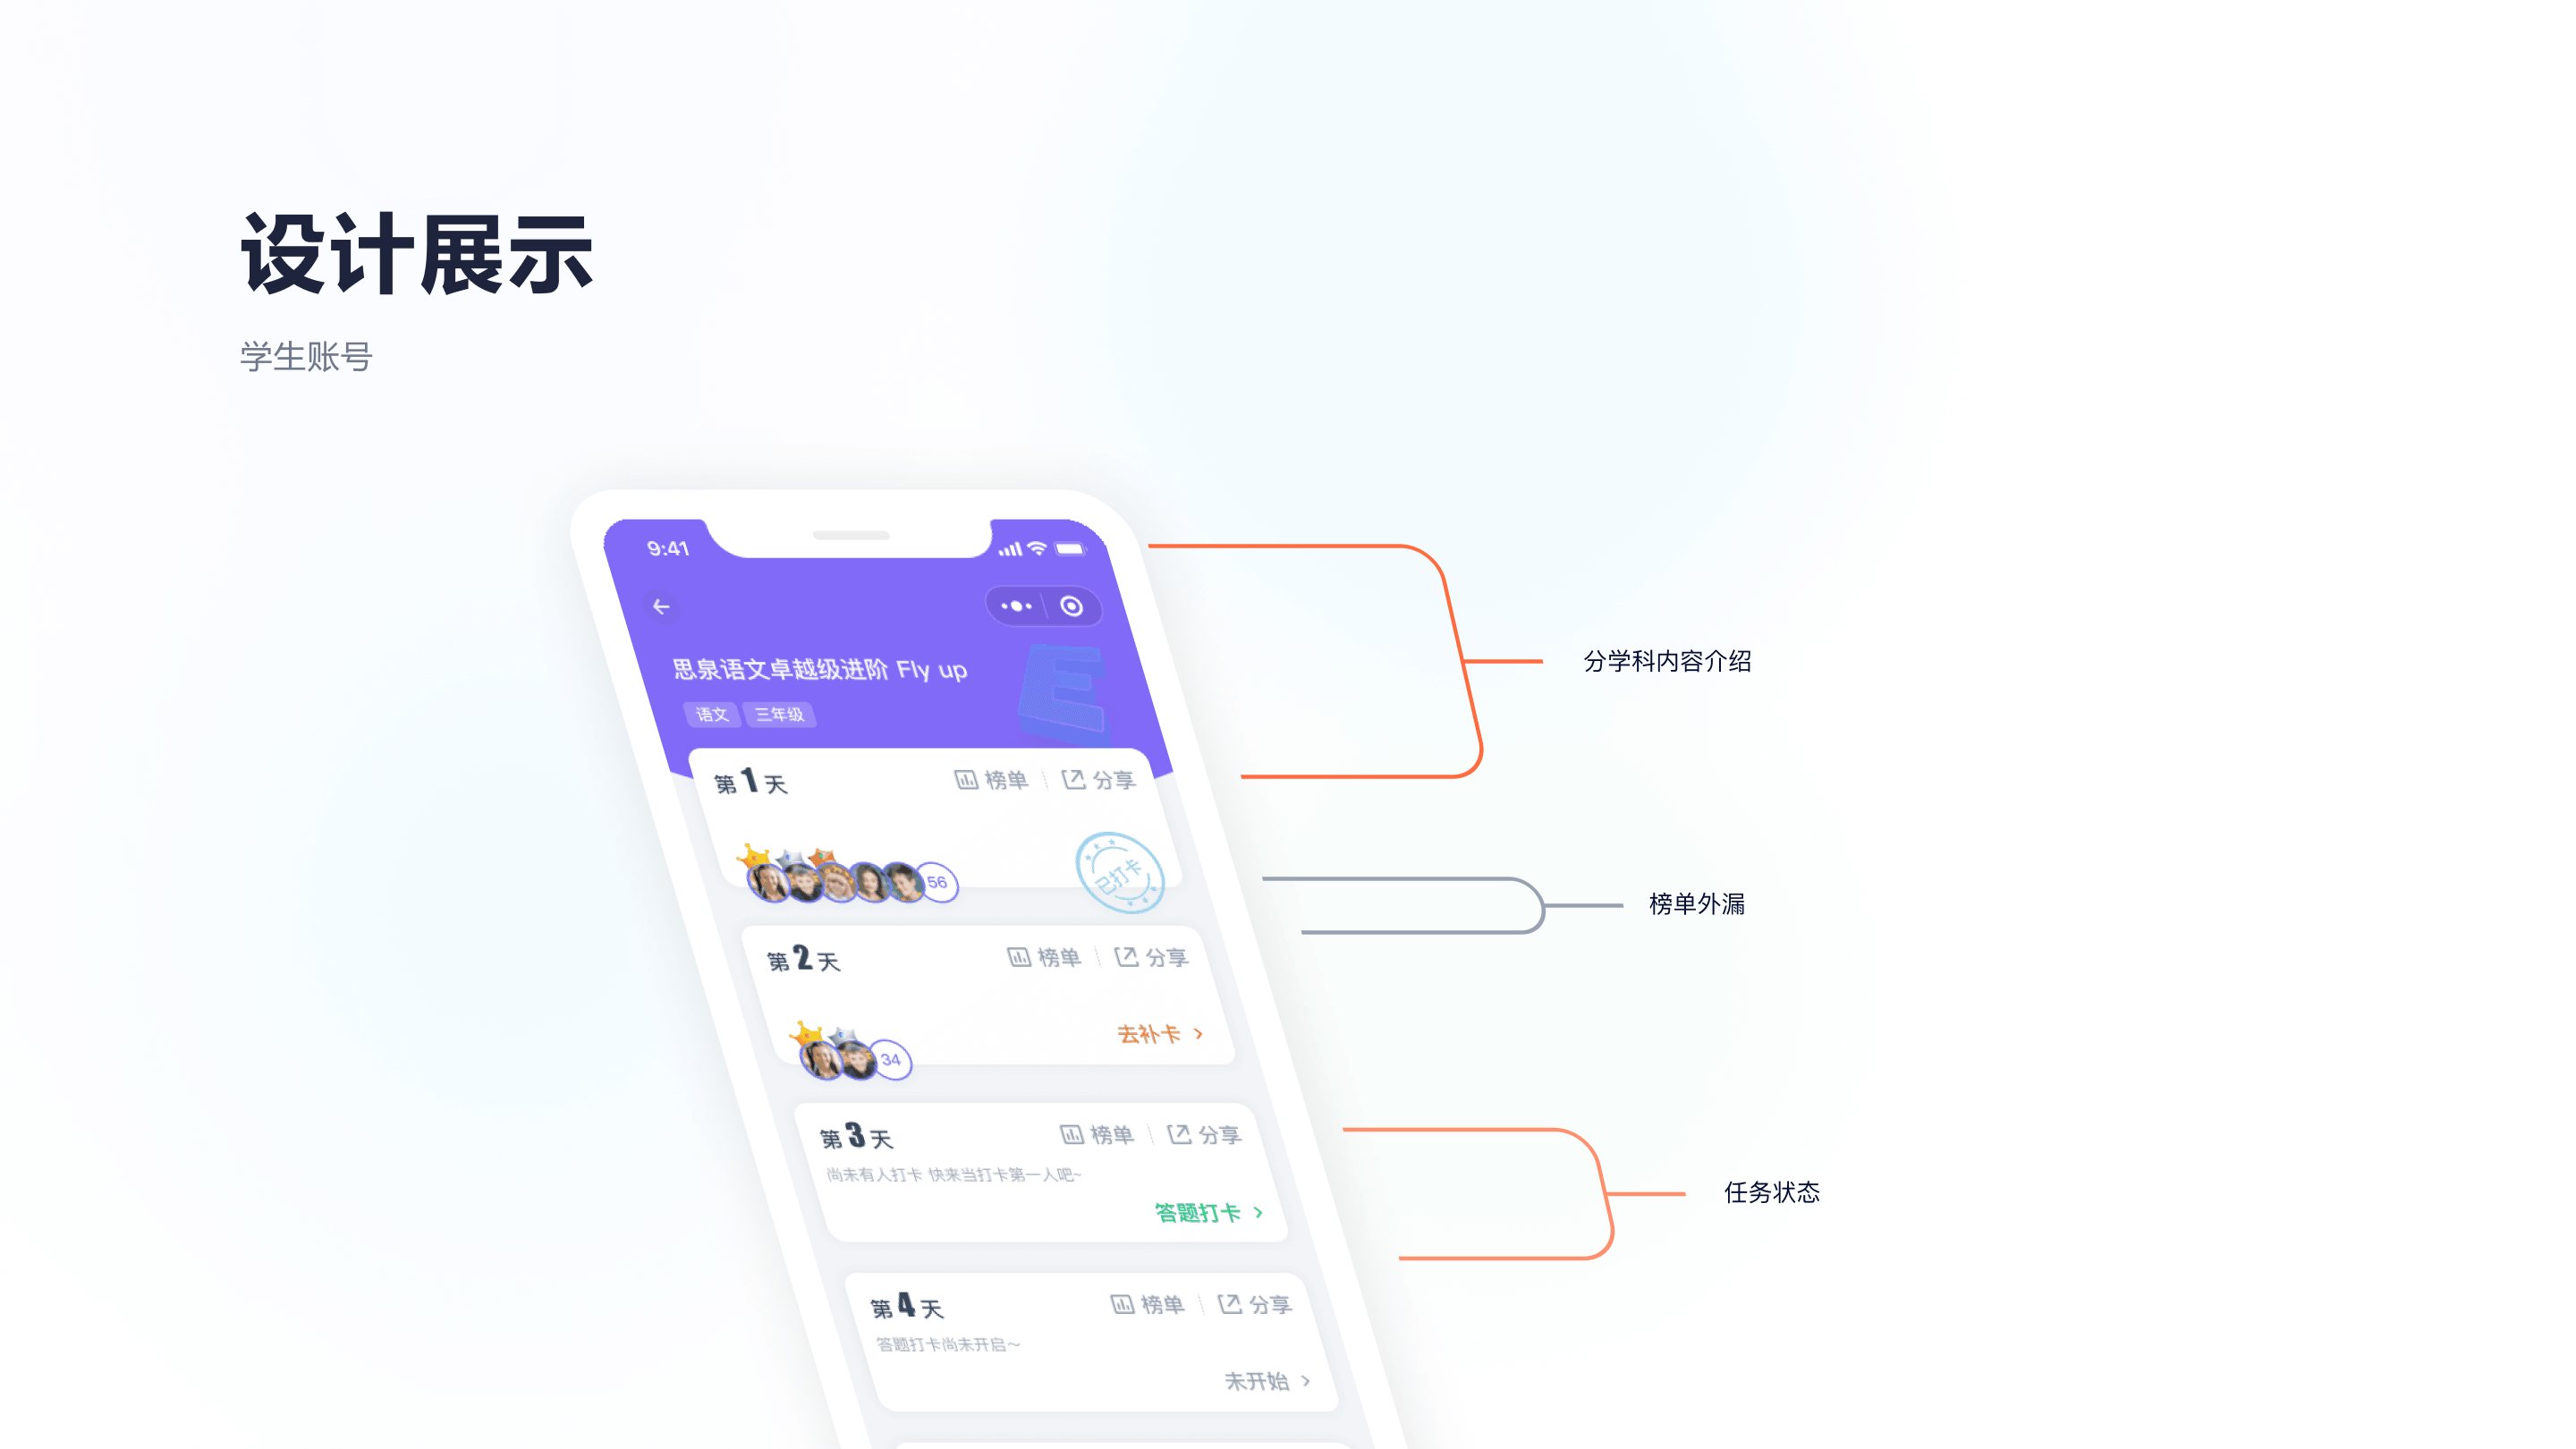 设计展示
学生账号
9:41
思泉语文卓越级进阶 Fly up
语文 三年级
E
第1天 榜单 分享
56
已打卡
第2天 榜单 分享
去补卡
34
第3天 榜单 分享
尚未有人打卡 快来当打卡第一人吧~
答题打卡
第4天 榜单 分享
答题打卡尚未开启~
未开始
分学科内容介绍
榜单外漏
任务状态